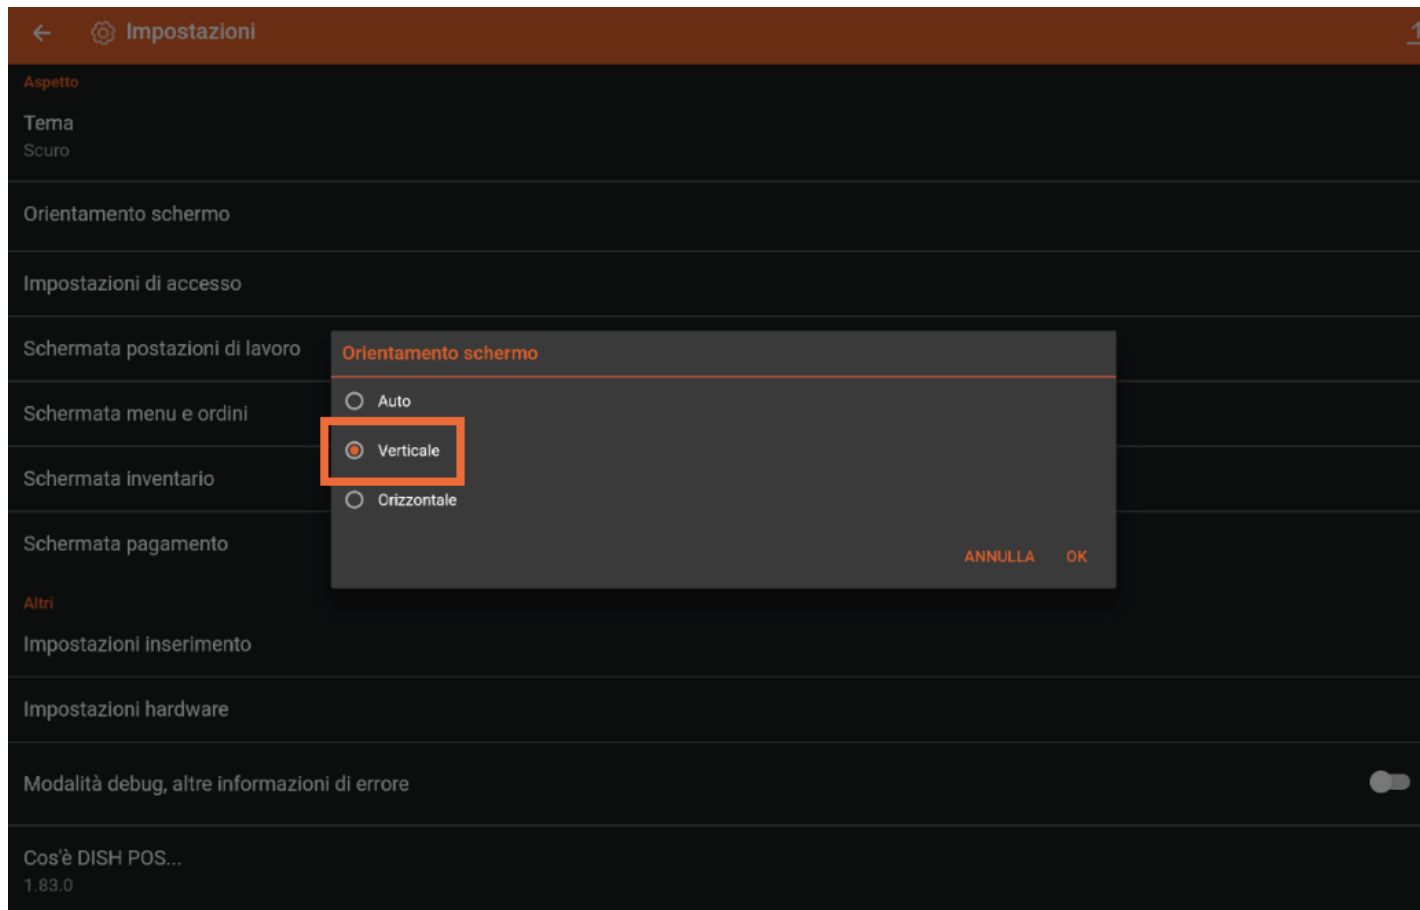 Impostazioni
Aspetto
Tema
Scuro
Orientamento schermo
Impostazioni di accesso
Schermata postazioni di lavoro
Schermata menu e ordini
Schermata inventario
Schermata pagamento
Orientamento schermo
Auto
Verticale
Orizzontale
ANNULLA OK
Altri
Impostazioni inserimento
Impostazioni hardware
Modalità debug, altre informazioni di errore
Cos'è DISH POS...
1.83.0